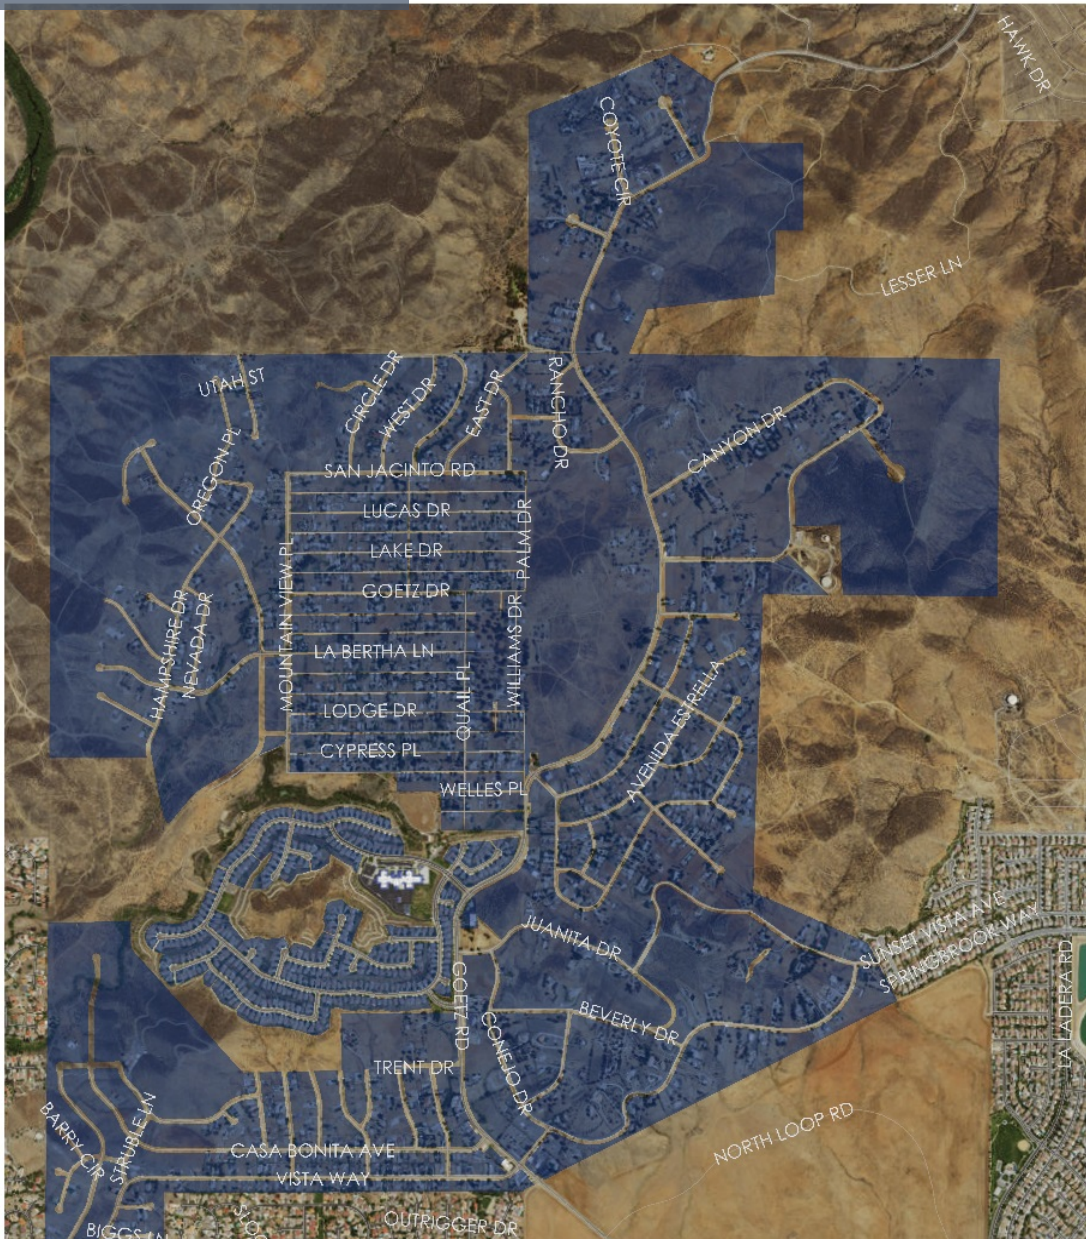 HAWK DR
COYOTE CIR
LESSER LN
UTAH ST
CIRCLE DR
WEST DR
EAST DR
RANCHO DR
CANYON DR
OREGON PL
SAN JACINTO RD
LUCAS DR
PALM DR
LAKE DR
GOETZ DR
MOUNTAIN VIEW PL
HAMPSHIRE DR
NEVADA DR
LA BERTHA LN
WILLIAMS DR
QUAIL PL
LODGE DR
AVENIDA ESTRELLA
CYPRESS PL
WELLES PL
JUANITA DR
SUNSET VISTA AVE
SPRINGBROOK WAY
LA LADERA RD
GOETZ RD
BEVERLY DR
CONEJO DR
TRENT DR
BARRY CIR
STRUBLE LN
CASA BONITA AVE
VISTA WAY
NORTH LOOP RD
OUTRIGGER DR
BIGGS LN